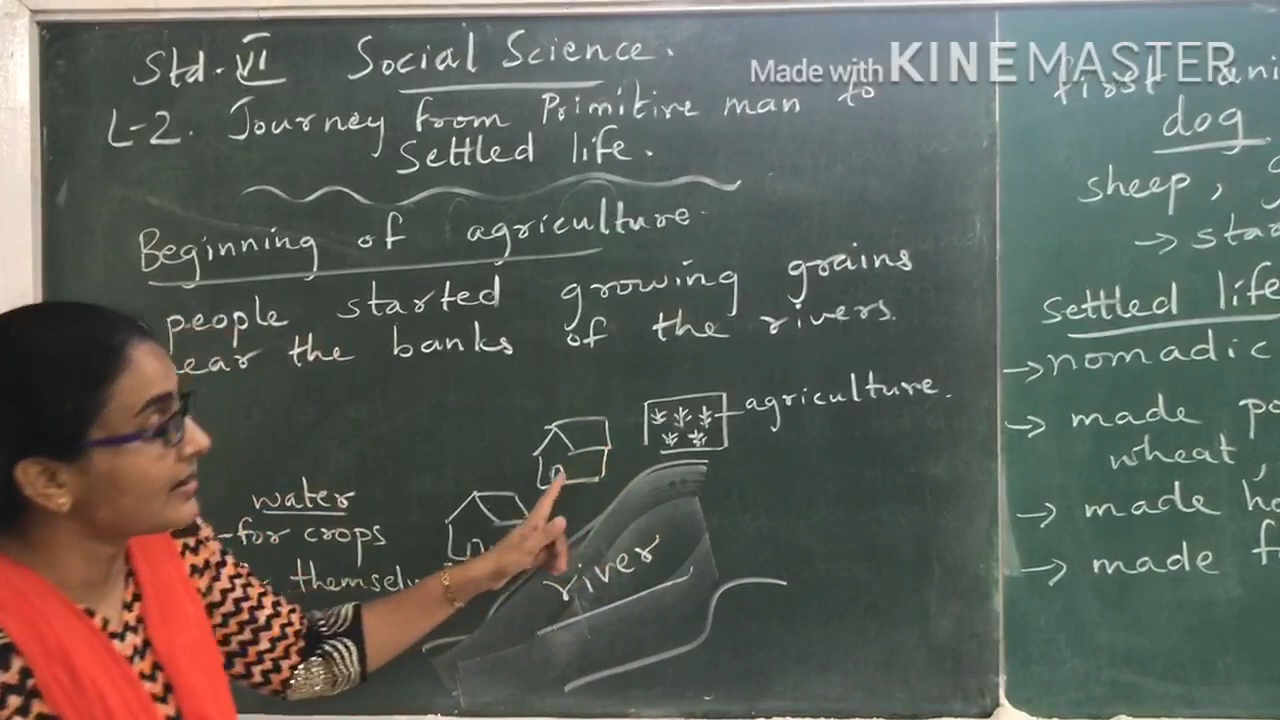 Std. VI Social Science.
L-2. Journey from Primitive man to
Settled life.
Beginning of agriculture.
people started growing grains
the banks of the rivers.
agriculture.
water
-for crops
river
Made with KINEMASTER
first
dog
sheep,
settled life
→ nomadic
→ made
wheat,
→ made
→ made